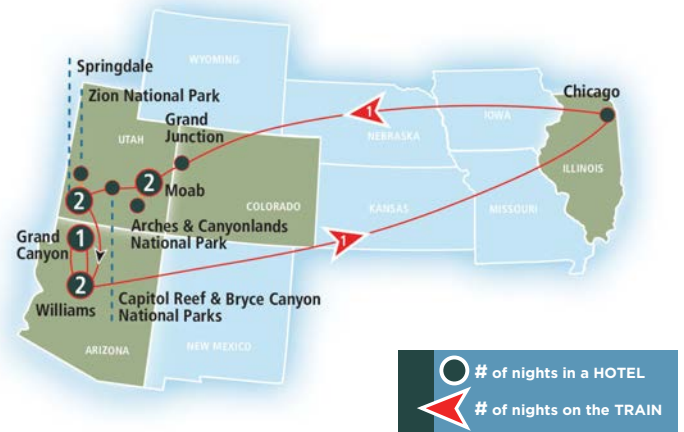 WYOMING
Springdale
Zion National Park
Grand
Junction
Chicago
1
NEBRASKA
IOWA
UTAH
ILLINOIS
2
2
Moab
COLORADO
KANSAS
MISSOURI
Arches & Canyonlands
National Park
Grand
Canyon
1
1
2
Williams
Capitol Reef & Bryce Canyon
National Parks
ARIZONA
NEW MEXICO
# of nights in a HOTEL
# of nights on the TRAIN